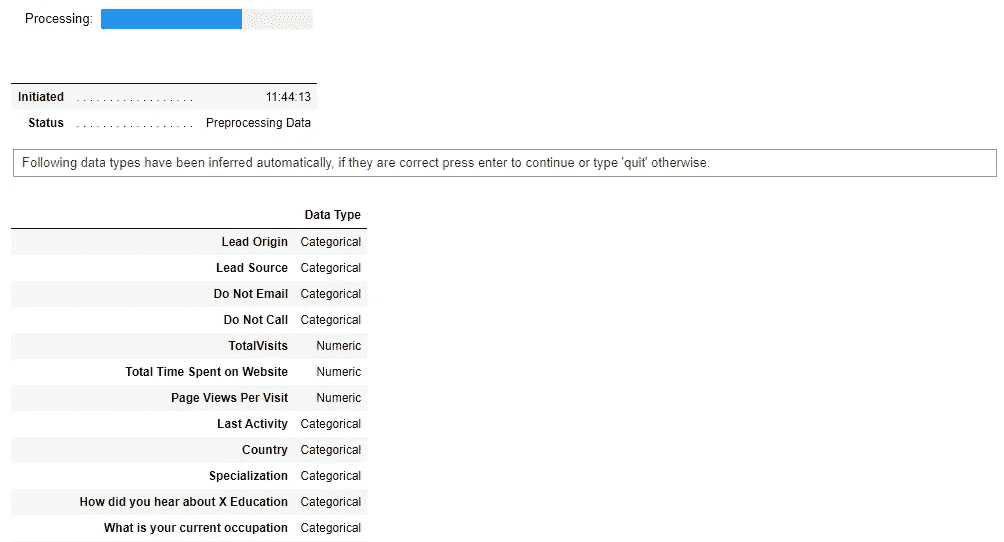 Processing:
Initiated . . . . . . . . . . . . . . . . . . 11:44:13
Status . . . . . . . . . . . . . . . . . . Preprocessing Data
Following data types have been inferred automatically, if they are correct press enter to continue or type 'quit' otherwise.
Data Type
Lead Origin Categorical
Lead Source Categorical
Do Not Email Categorical
Do Not Call Categorical
TotalVisits Numeric
Total Time Spent on Website Numeric
Page Views Per Visit Numeric
Last Activity Categorical
Country Categorical
Specialization Categorical
How did you hear about X Education Categorical
What is your current occupation Categorical